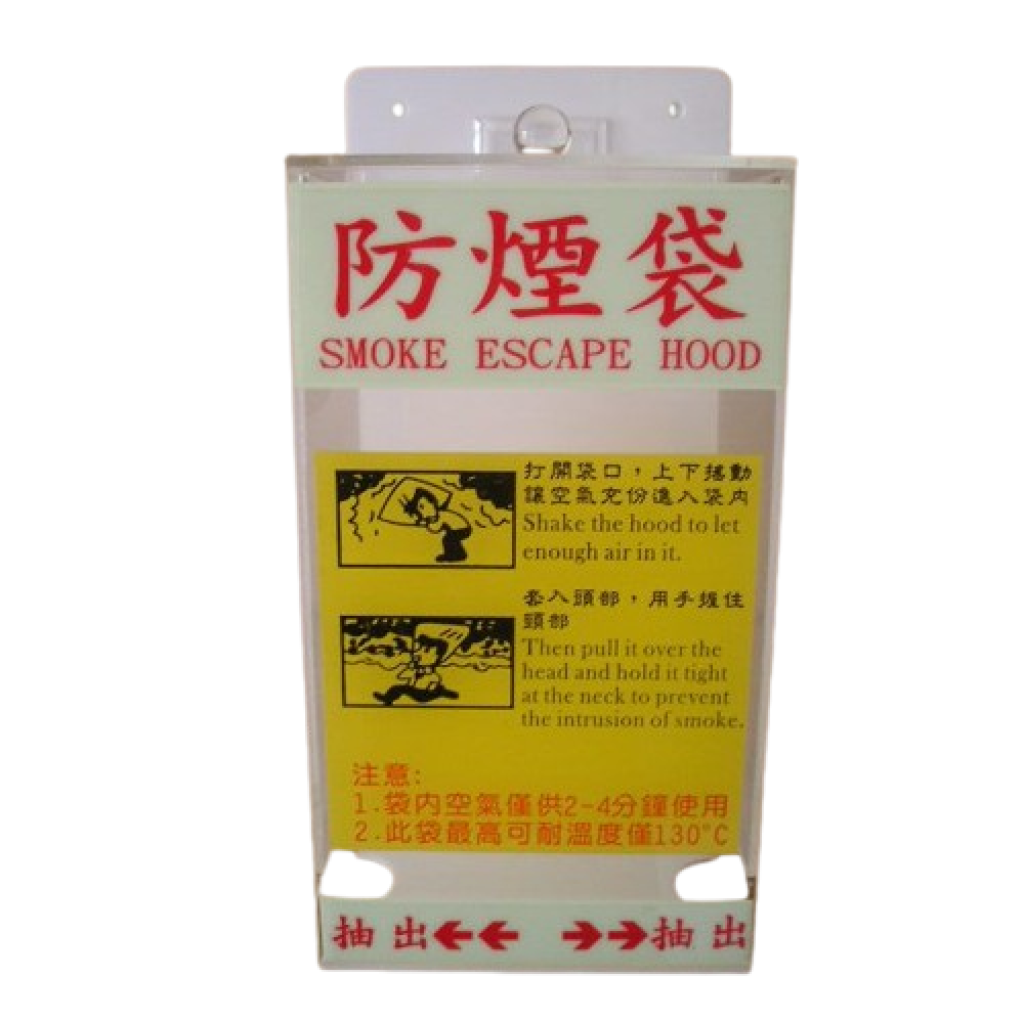 防煙袋
SMOKE ESCAPE HOOD
打開袋口，上下搖動
讓空氣充份進入袋內
Shake the hood to let
enough air in it.
套入頭部，用手握住
頸部
Then pull it over the
head and hold it tight
at the neck to prevent
the intrusion of smoke.
注意:
1.袋內空氣僅供2-4分鐘使用
2.此袋最高可耐溫度僅130°C
抽出←← →→抽出